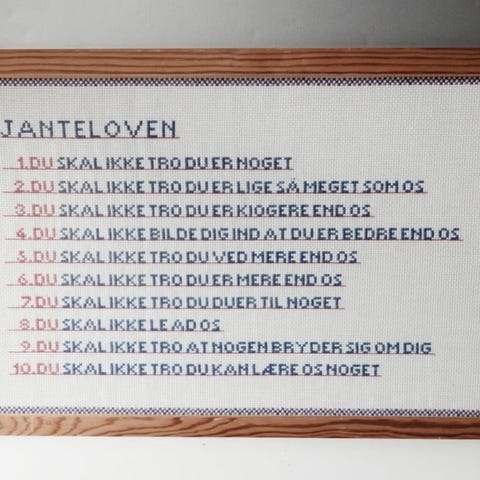 JANTELOVEN
1. DU SKAL IKKE TRO DU ER NOGET
2. DU SKAL IKKE TRO DU ER LIGE SÅ MEGET SOM OS
3. DU SKAL IKKE TRO DU ER KIOGERE END OS
4. DU SKAL IKKE BILDE DIG IND AT DU ER BEDRE END OS
5. DU SKAL IKKE TRO DU VED MERE END OS
6. DU SKAL IKKE TRO DU ER MERE END OS
7. DU SKAL IKKE TRO DU DUER TIL NOGET
8. DU SKAL IKKE LE AD OS
9. DU SKAL IKKE TRO AT NOGEN BRYDER SIG OM DIG
10. DU SKAL IKKE TRO DU KAN LÆRE OS NOGET